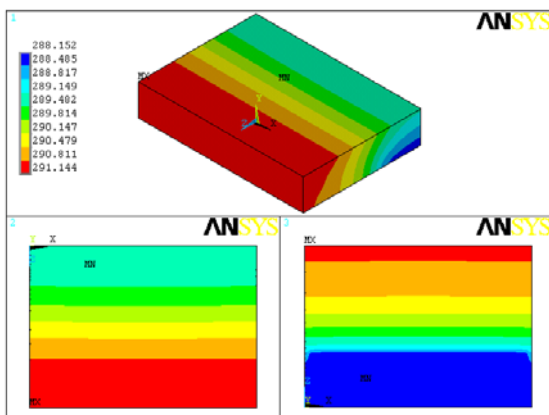 1
ANSYS
288.152
288.485
288.817
289.149
289.482
289.814
290.147
290.479
290.811
291.144
MX
MN
Y
Z X
2
ANSYS
Y X
Z
MN
MX
3
ANSYS
MX
Z
MN
Y X